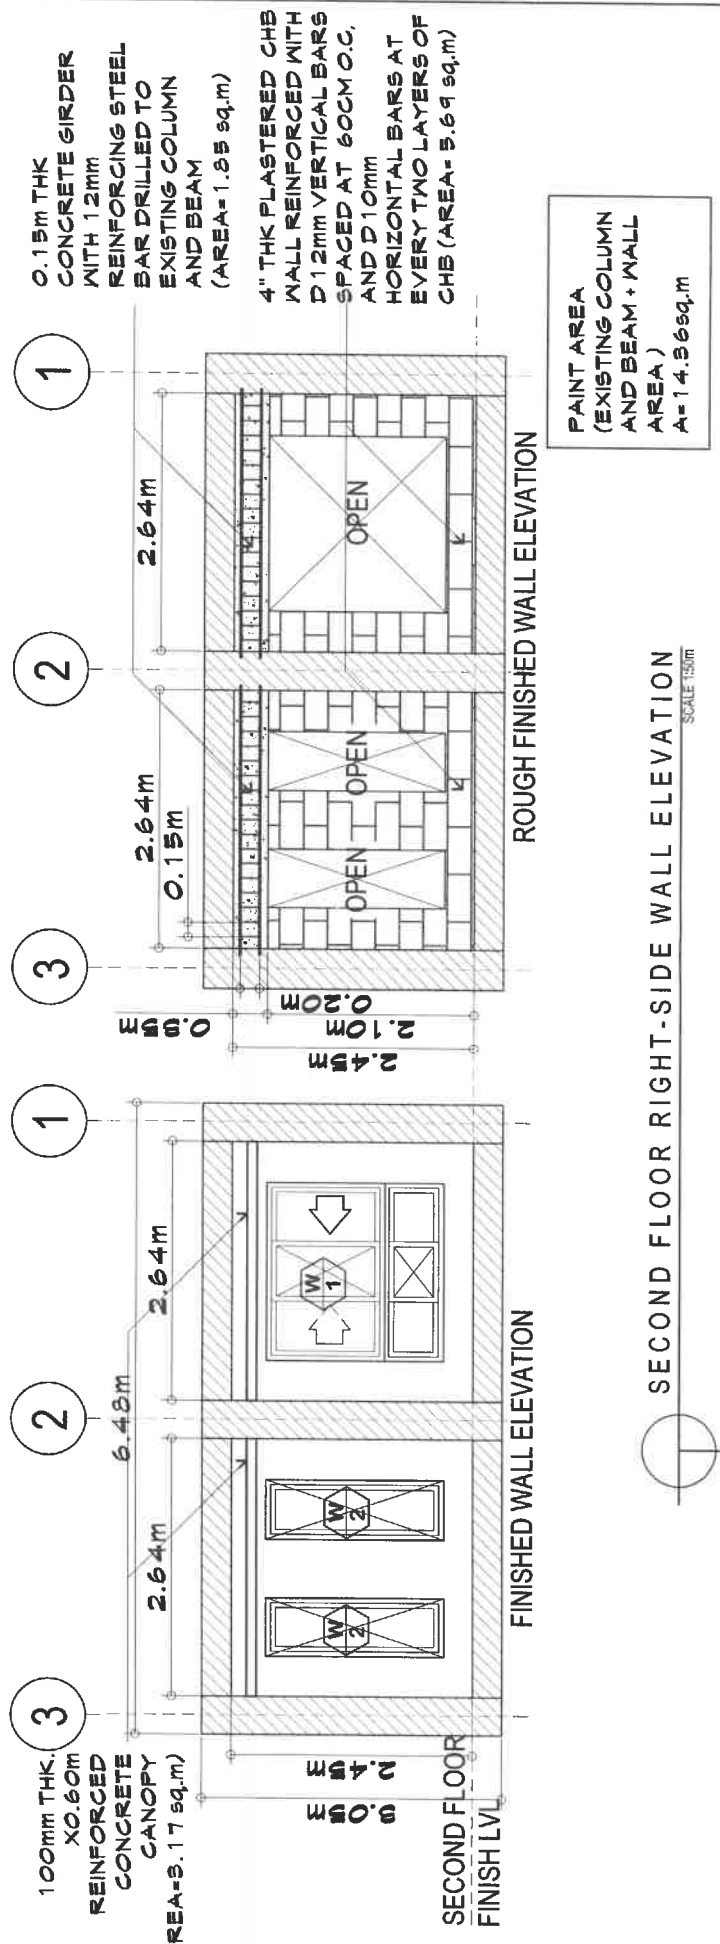 100mm THK.
X0.60m
REINFORCED
CONCRETE
CANOPY
REA=3.17 sq.m)
3
2
1
6.48m
2.64m
2.64m
3.05m
2.45m
W
2
W
2
W
1
SECOND FLOOR
FINISH LVL
FINISHED WALL ELEVATION
3
2
1
2.64m
2.64m
0.15m
0.35m
0.20m
2.10m
2.45m
OPEN
OPEN
OPEN
ROUGH FINISHED WALL ELEVATION
0.15m THK
CONCRETE GIRDER
WITH 12mm
REINFORCING STEEL
BAR DRILLED TO
EXISTING COLUMN
AND BEAM
(AREA=1.85 sq.m)
4" THK PLASTERED CHB
WALL REINFORCED WITH
D12mm VERTICAL BARS
SPACED AT 60CM O.C,
AND D10mm
HORIZONTAL BARS AT
EVERY TWO LAYERS OF
CHB (AREA=5.69 sq.m)
PAINT AREA
(EXISTING COLUMN
AND BEAM + WALL
AREA)
A=14.36sq.m
SECOND FLOOR RIGHT-SIDE WALL ELEVATION
SCALE 1:50m